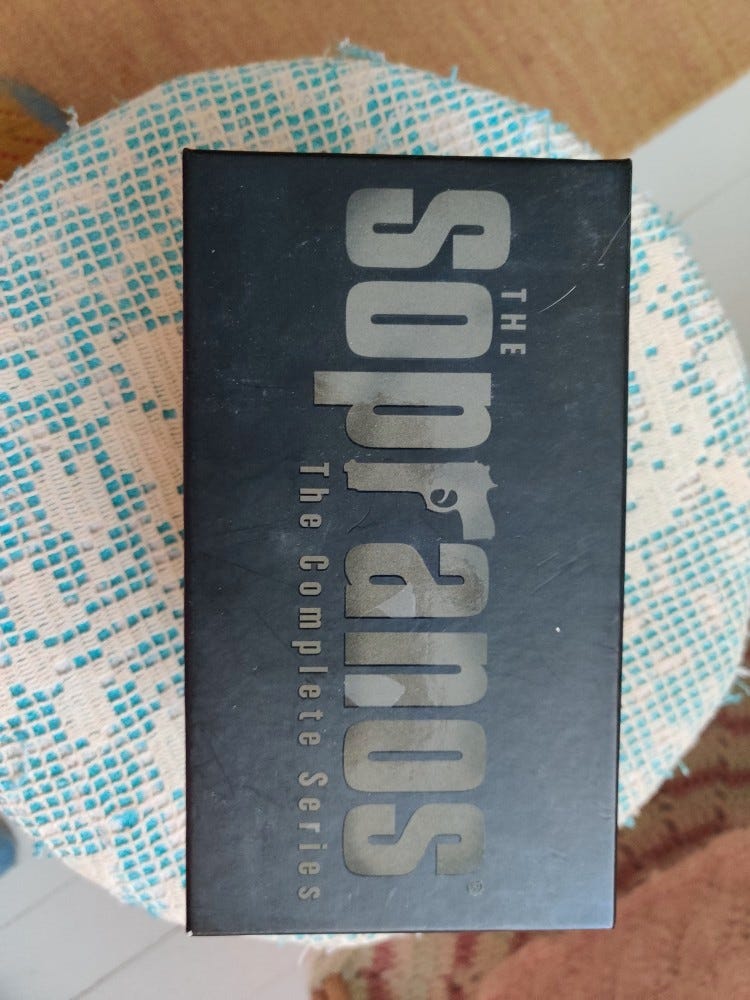 THE
sopranos®
The Complete Series